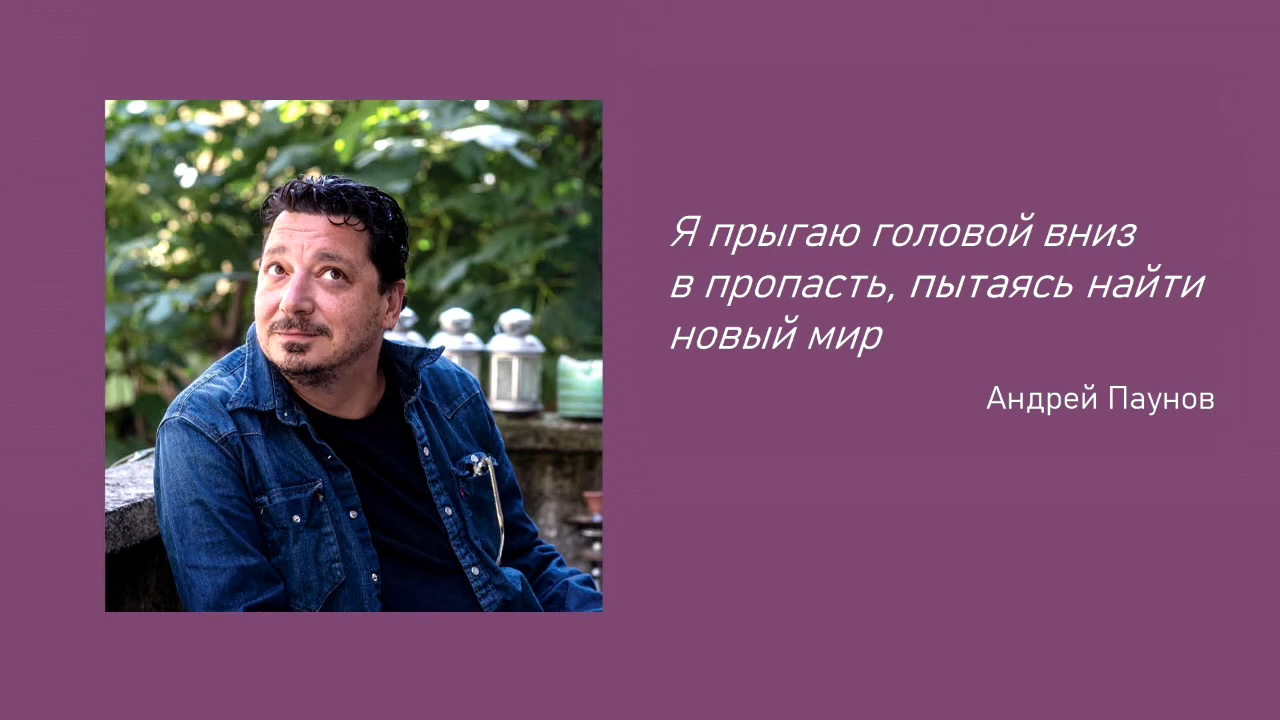 Я прыгаю головой вниз
в пропасть, пытаясь найти
новый мир
Андрей Паунов